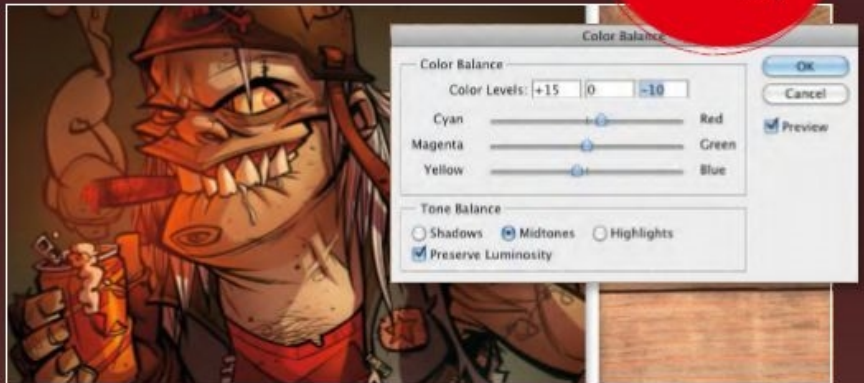 Color Balance
Color Balance
Color Levels: +15 0 -10
Cyan Red
Magenta Green
Yellow Blue
OK
Cancel
Preview
Tone Balance
Shadows Midtones Highlights
Preserve Luminosity